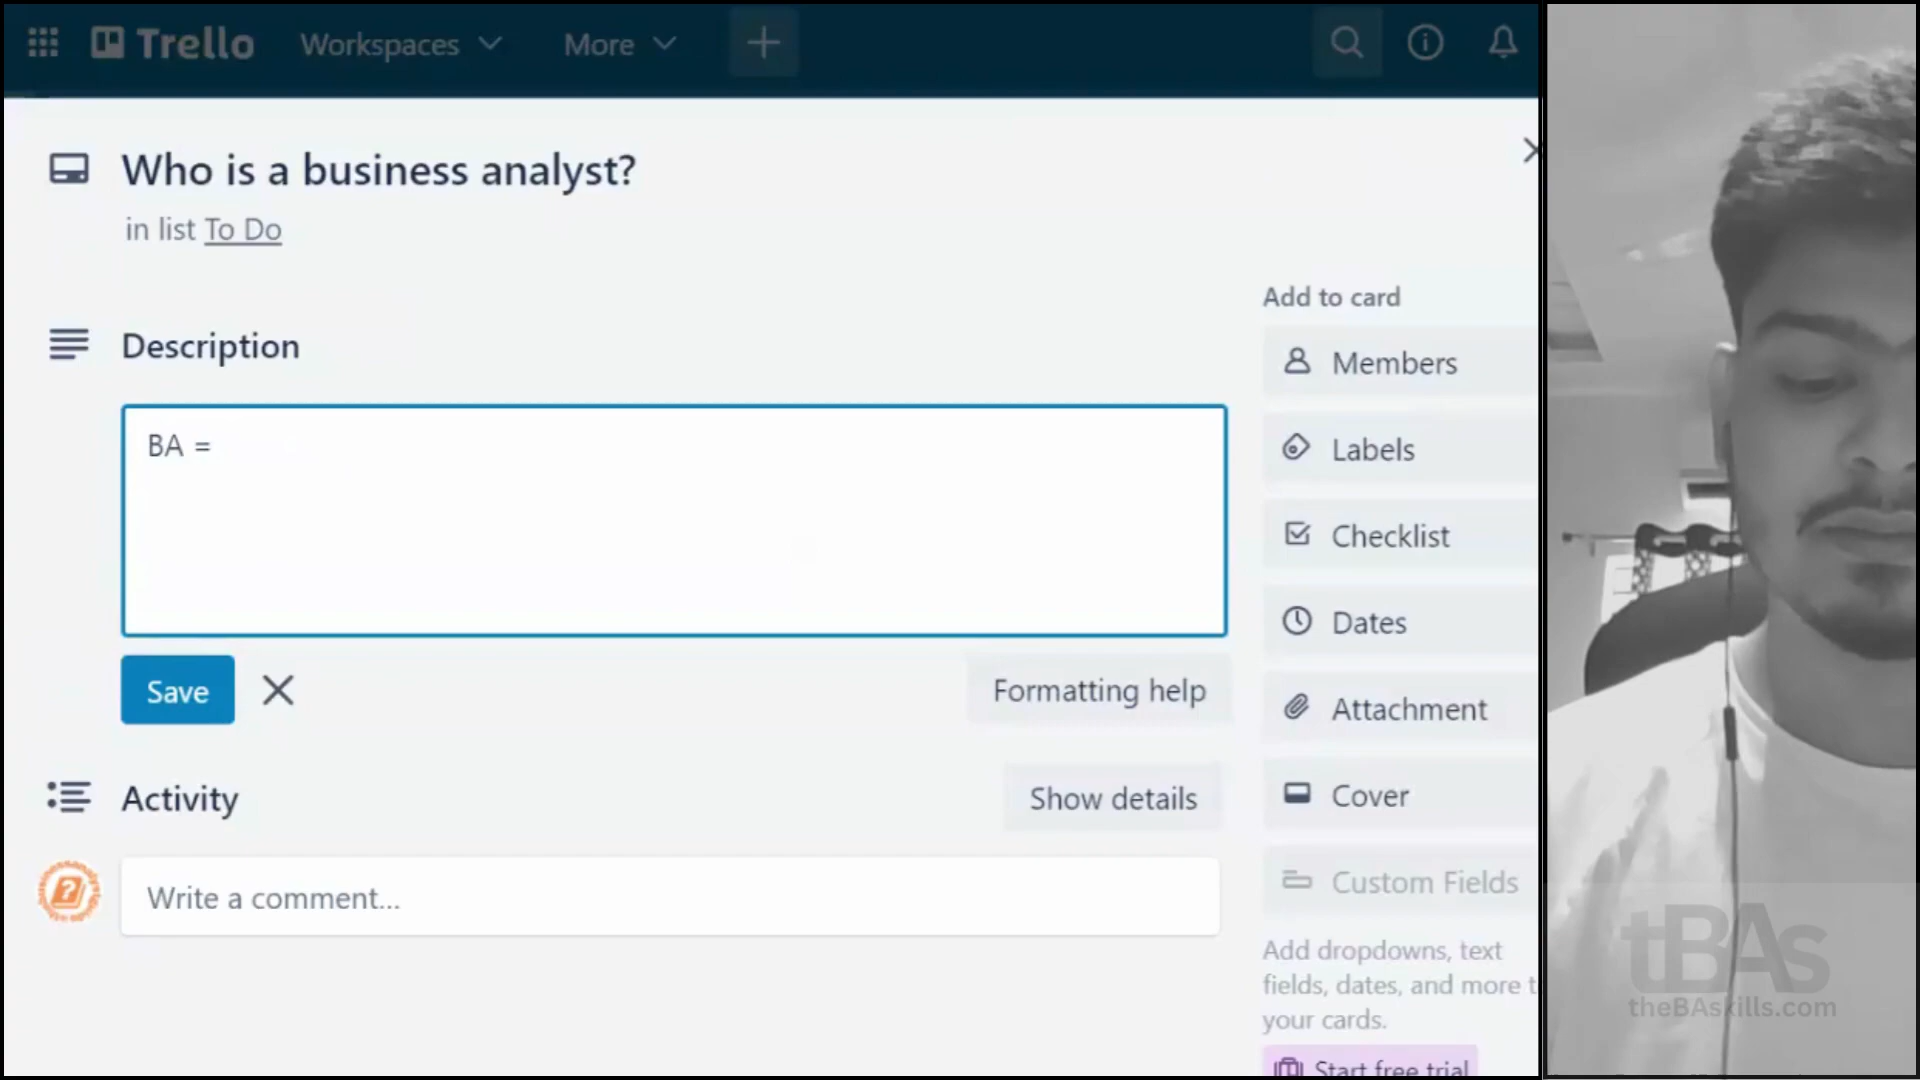 Trello Workspaces More
Who is a business analyst?
in list To Do
Add to card
Description
Members
BA =
Labels
Checklist
Dates
Save
Formatting help
Attachment
Activity
Show details
Cover
Write a comment...
Custom Fields
Add dropdowns, text
fields, dates, and more t
your cards.
Start free trial
tBAs
theBAskills.com